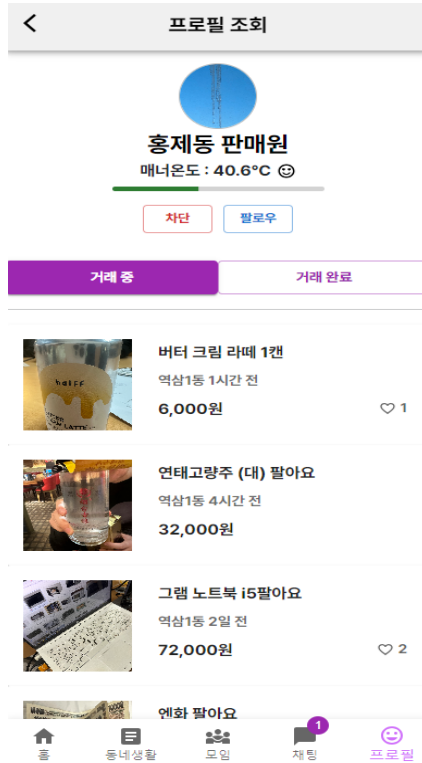 프로필 조회
홍제동 판매원
매너온도 : 40.6°C
차단 팔로우
거래 중 거래 완료
halff
LATTE
버터 크림 라떼 1캔
역삼1동 1시간 전
6,000원
1
연태고량주 (대) 팔아요
역삼1동 4시간 전
32,000원
그램 노트북 i5팔아요
역삼1동 2일 전
72,000원
2
엔화 팔아요
1
홈 동네생활 모임 채팅 프로필